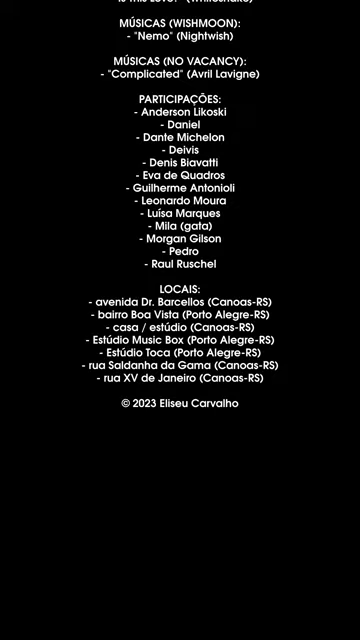 Is This Love?" (Whitesnake)
MÚSICAS (WISHMOON):
- "Nemo" (Nightwish)
MÚSICAS (NO VACANCY):
- "Complicated" (Avril Lavigne)
PARTICIPAÇÕES:
- Anderson Likoski
- Daniel
- Dante Michelon
- Deivis
- Denis Biavatti
- Eva de Quadros
- Guilherme Antonioli
- Leonardo Moura
- Luísa Marques
- Mila (gata)
- Morgan Gilson
- Pedro
- Raul Ruschel
LOCAIS:
- avenida Dr. Barcellos (Canoas-RS)
- bairro Boa Vista (Porto Alegre-RS)
- casa / estúdio (Canoas-RS)
- Estúdio Music Box (Porto Alegre-RS)
- Estúdio Toca (Porto Alegre-RS)
- rua Saldanha da Gama (Canoas-RS)
- rua XV de Janeiro (Canoas-RS)
© 2023 Eliseu Carvalho